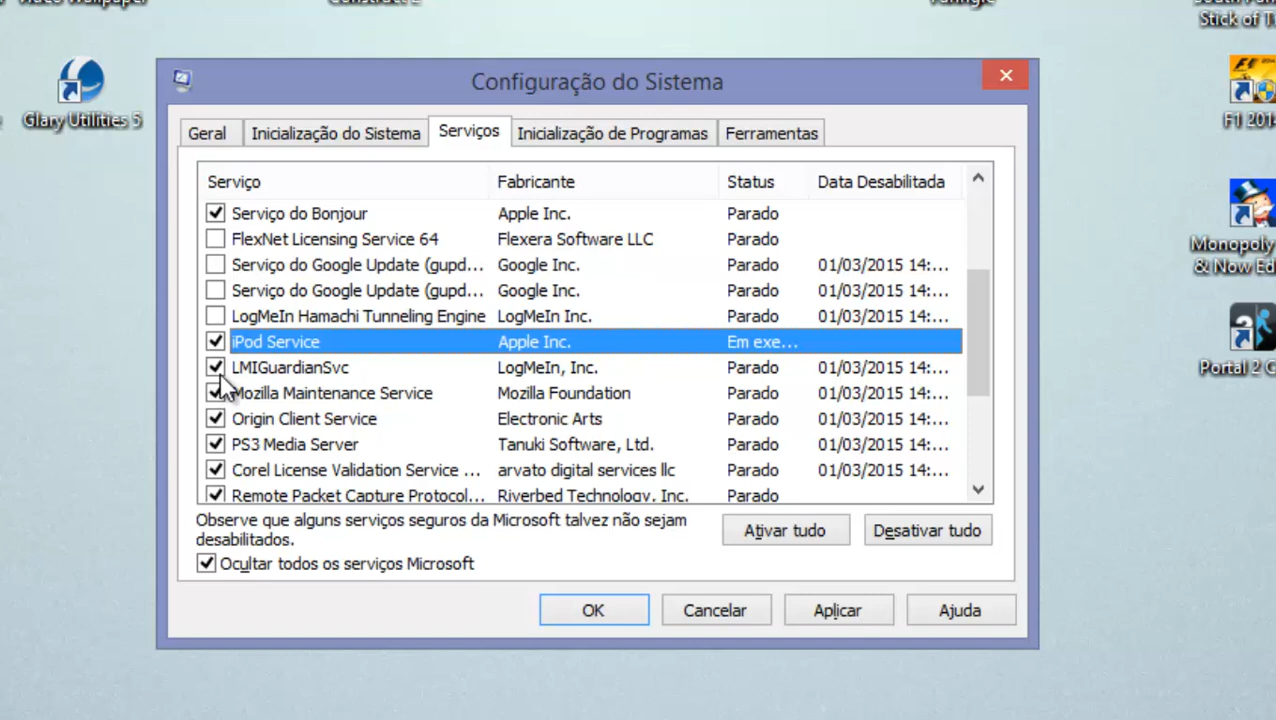 Video Wallpaper
Construct 2
Stick of T
Glary Utilities 5
F1 201
Monopoly
& Now Ed
Portal 2 C
Configuração do Sistema
Geral
Inicialização do Sistema
Serviços
Inicialização de Programas
Ferramentas
Serviço Fabricante Status Data Desabilitada
Serviço do Bonjour Apple Inc. Parado
FlexNet Licensing Service 64 Flexera Software LLC Parado
Serviço do Google Update (gupd... Google Inc. Parado 01/03/2015 14:...
Serviço do Google Update (gupd... Google Inc. Parado 01/03/2015 14:...
LogMeIn Hamachi Tunneling Engine LogMeIn Inc. Parado 01/03/2015 14:...
iPod Service Apple Inc. Em exe...
LMIGuardianSvc LogMeIn, Inc. Parado 01/03/2015 14:...
Mozilla Maintenance Service Mozilla Foundation Parado 01/03/2015 14:...
Origin Client Service Electronic Arts Parado 01/03/2015 14:...
PS3 Media Server Tanuki Software, Ltd. Parado 01/03/2015 14:...
Corel License Validation Service ... arvato digital services llc Parado 01/03/2015 14:...
Remote Packet Capture Protocol... Riverbed Technology, Inc. Parado
Observe que alguns serviços seguros da Microsoft talvez não sejam
desabilitados.
Ativar tudo
Desativar tudo
Ocultar todos os serviços Microsoft
OK
Cancelar
Aplicar
Ajuda